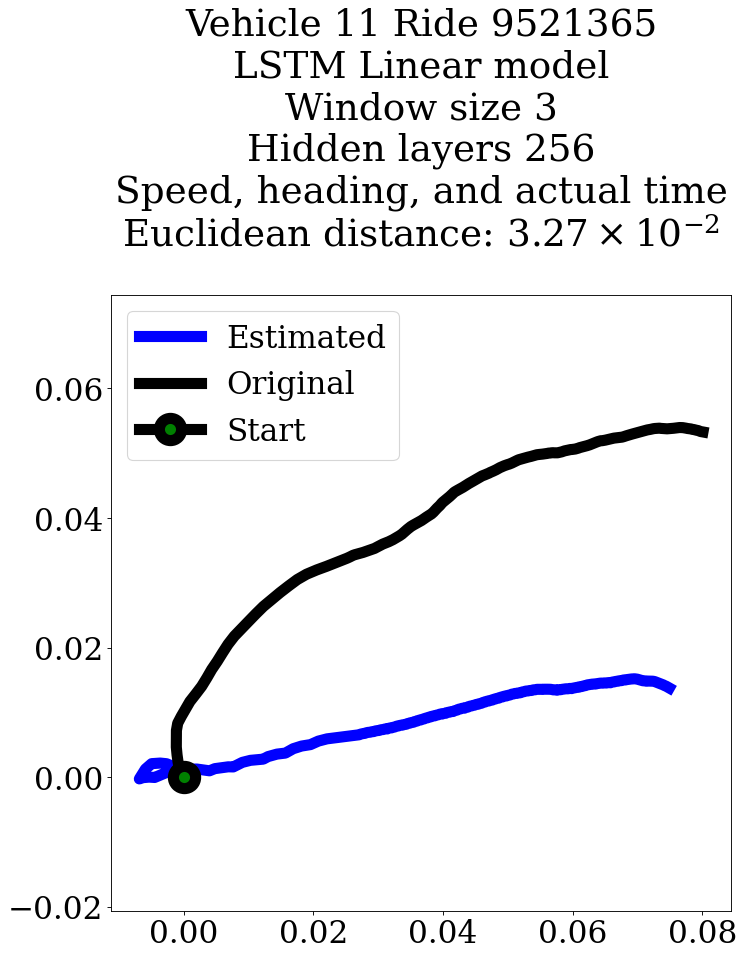 Vehicle 11 Ride 9521365
LSTM Linear model
Window size 3
Hidden layers 256
Speed, heading, and actual time
Euclidean distance: 3.27 × 10⁻²
Estimated
Original
Start
0.06
0.04
0.02
0.00
−0.02
0.00 0.02 0.04 0.06 0.08